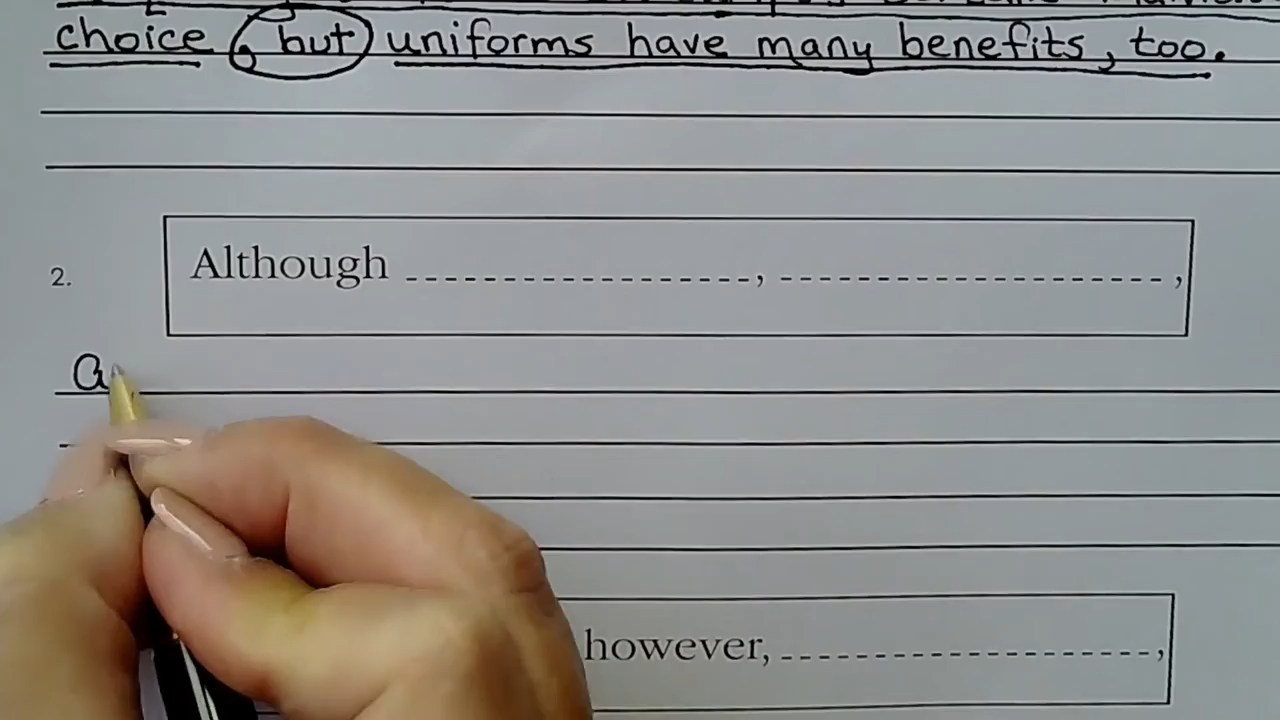 choice , but uniforms have many benefits, too.
2. Although _ _ _ _ _ _ _ _ _ _ _ _ _ _ _ _ _ , _ _ _ _ _ _ _ _ _ _ _ _ _ _ _ _ _ _ _ ,
a
however, _ _ _ _ _ _ _ _ _ _ _ _ _ _ _ _ _ _ _ ,